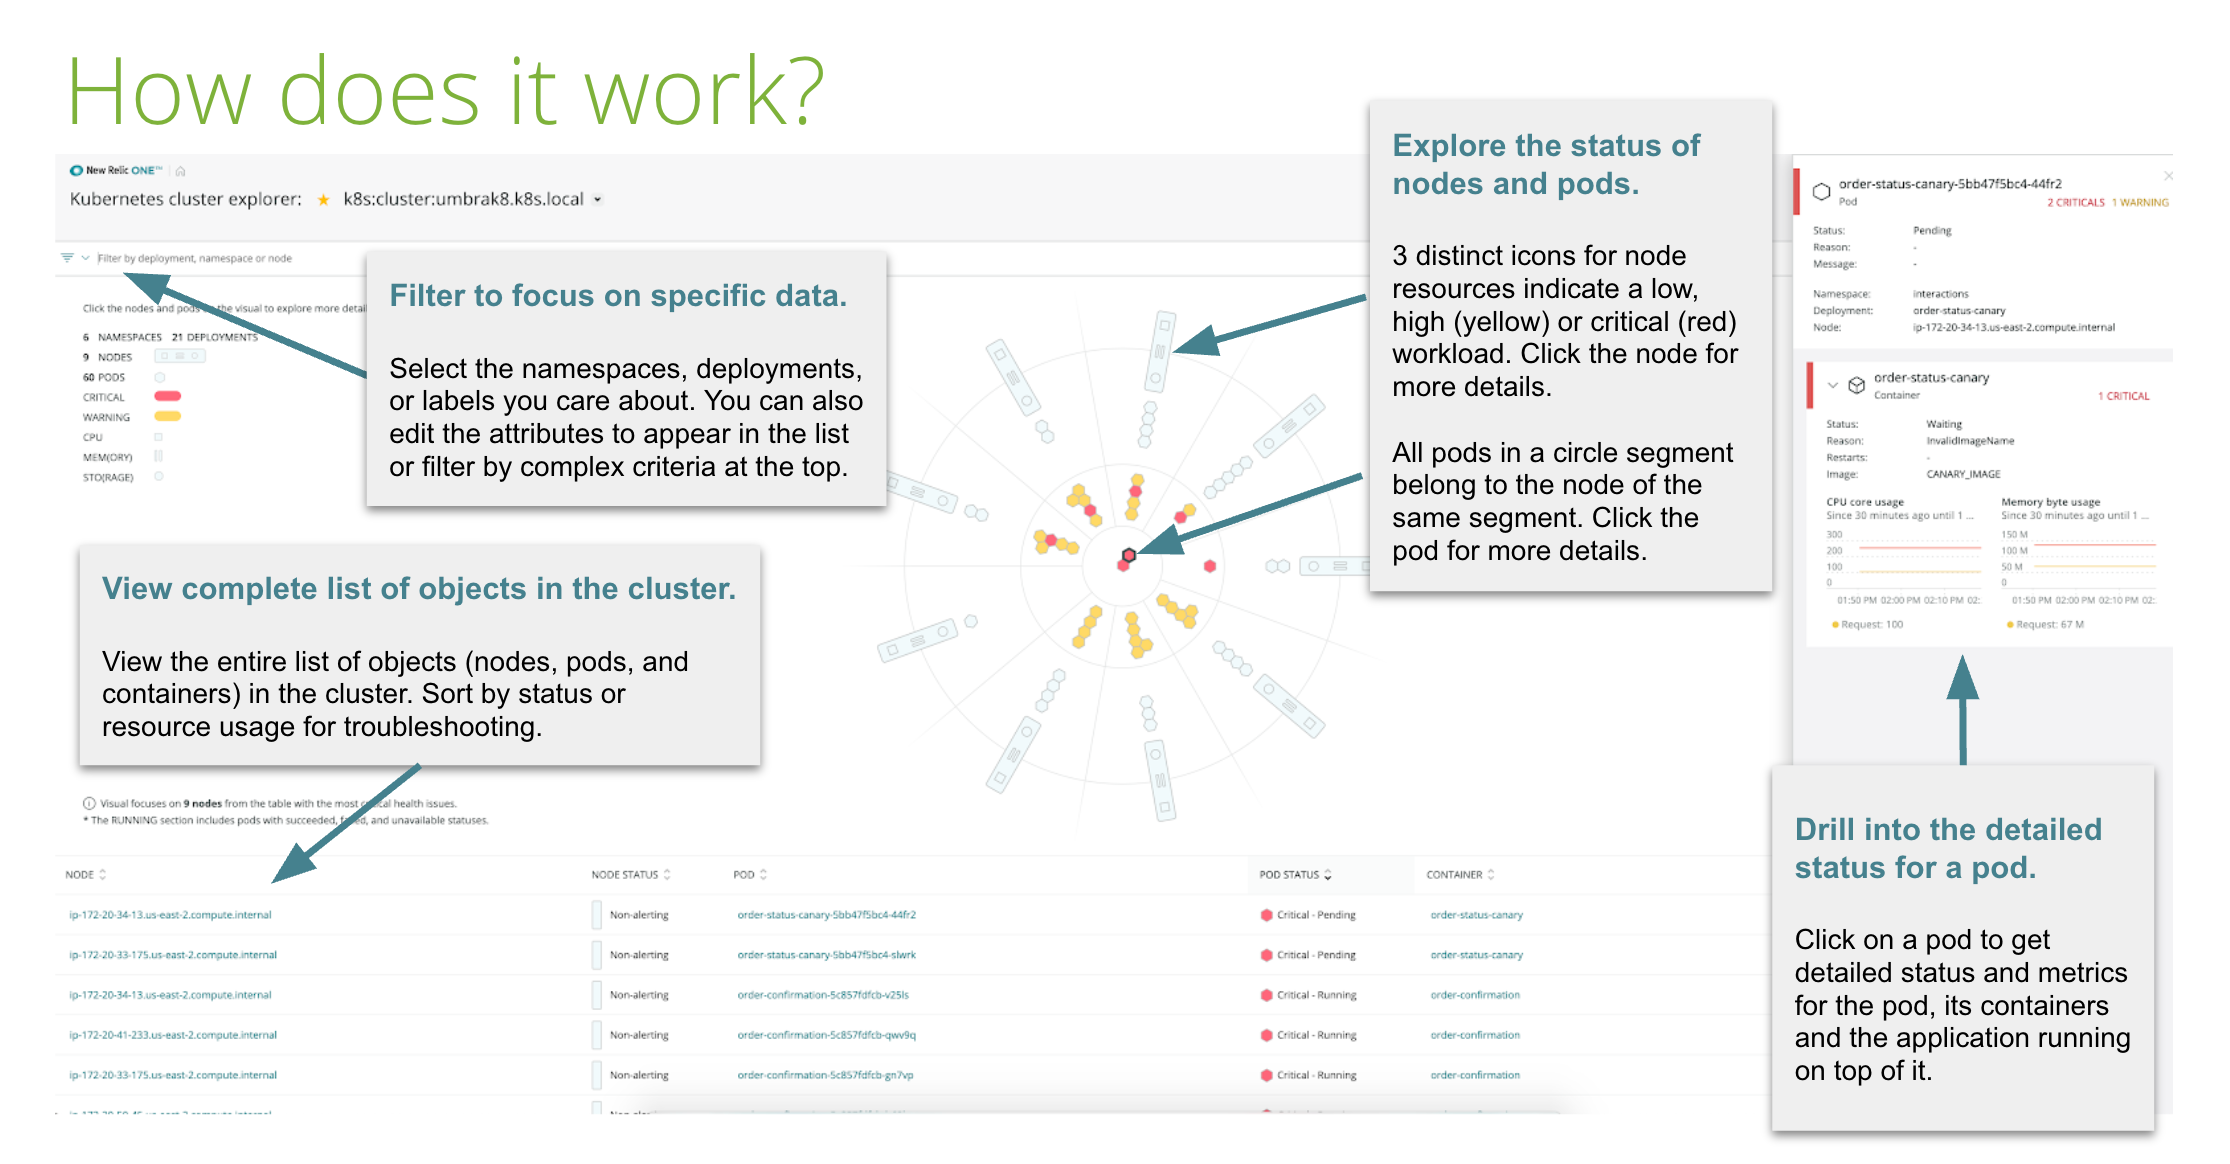 How does it work?
New Relic ONE™
Kubernetes cluster explorer: ★ k8s:cluster:umbrak8.k8s.local
Filter by deployment, namespace or node
Filter to focus on specific data.
Select the namespaces, deployments,
or labels you care about. You can also
edit the attributes to appear in the list
or filter by complex criteria at the top.
Click the nodes and pods the visual to explore more detai
6 NAMESPACES 21 DEPLOYMENTS
9 NODES
60 PODS
CRITICAL
WARNING
CPU
MEM(ORY)
STO(RAGE)
View complete list of objects in the cluster.
View the entire list of objects (nodes, pods, and
containers) in the cluster. Sort by status or
resource usage for troubleshooting.
Visual focuses on 9 nodes from the table with the most critical health issues.
* The RUNNING section includes pods with succeeded, failed, and unavailable statuses.
Explore the status of
nodes and pods.
3 distinct icons for node
resources indicate a low,
high (yellow) or critical (red)
workload. Click the node for
more details.
All pods in a circle segment
belong to the node of the
same segment. Click the
pod for more details.
order-status-canary-5bb47f5bc4-44fr2
Pod 2 CRITICALS 1 WARNING
Status: Pending
Reason: -
Message: -
Namespace: interactions
Deployment: order-status-canary
Node: ip-172-20-34-13.us-east-2.compute.internal
order-status-canary
Container 1 CRITICAL
Status: Waiting
Reason: InvalidImageName
Restarts: -
Image: CANARY_IMAGE
CPU core usage
Since 30 minutes ago until 1 ...
300
200
100
0
01:50 PM 02:00 PM 02:10 PM 02:
Request: 100
Memory byte usage
Since 30 minutes ago until 1 ...
150 M
100 M
50 M
0
01:50 PM 02:00 PM 02:10 PM 02:
Request: 67 M
Drill into the detailed
status for a pod.
Click on a pod to get
detailed status and metrics
for the pod, its containers
and the application running
on top of it.
NODE NODE STATUS POD POD STATUS CONTAINER
ip-172-20-34-13.us-east-2.compute.internal Non-alerting order-status-canary-5bb47f5bc4-44fr2 Critical - Pending order-status-canary
ip-172-20-33-175.us-east-2.compute.internal Non-alerting order-status-canary-5bb47f5bc4-slwrk Critical - Pending order-status-canary
ip-172-20-34-13.us-east-2.compute.internal Non-alerting order-confirmation-5c857fdfcb-v25ls Critical - Running order-confirmation
ip-172-20-41-233.us-east-2.compute.internal Non-alerting order-confirmation-5c857fdfcb-qwv9q Critical - Running order-confirmation
ip-172-20-33-175.us-east-2.compute.internal Non-alerting order-confirmation-5c857fdfcb-gn7vp Critical - Running order-confirmation